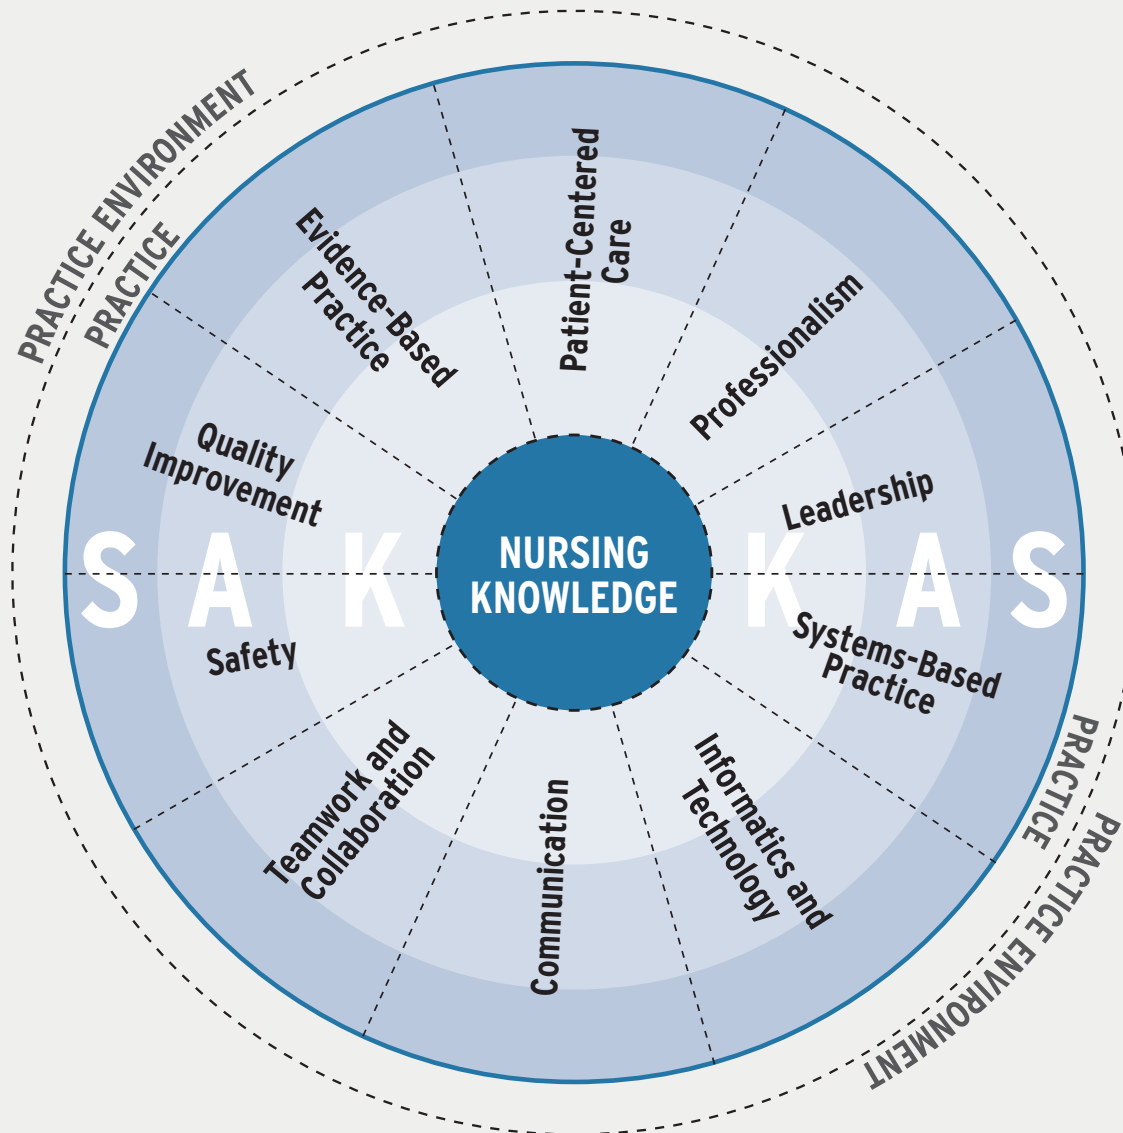 PRACTICE ENVIRONMENT
PRACTICE
Patient-Centered
Care
Professionalism
Leadership
Systems-Based
Practice
Informatics and
Technology
Communication
Teamwork and
Collaboration
Safety
Quality
Improvement
Evidence-Based
Practice
S A K
NURSING
KNOWLEDGE
K A S
PRACTICE
PRACTICE ENVIRONMENT